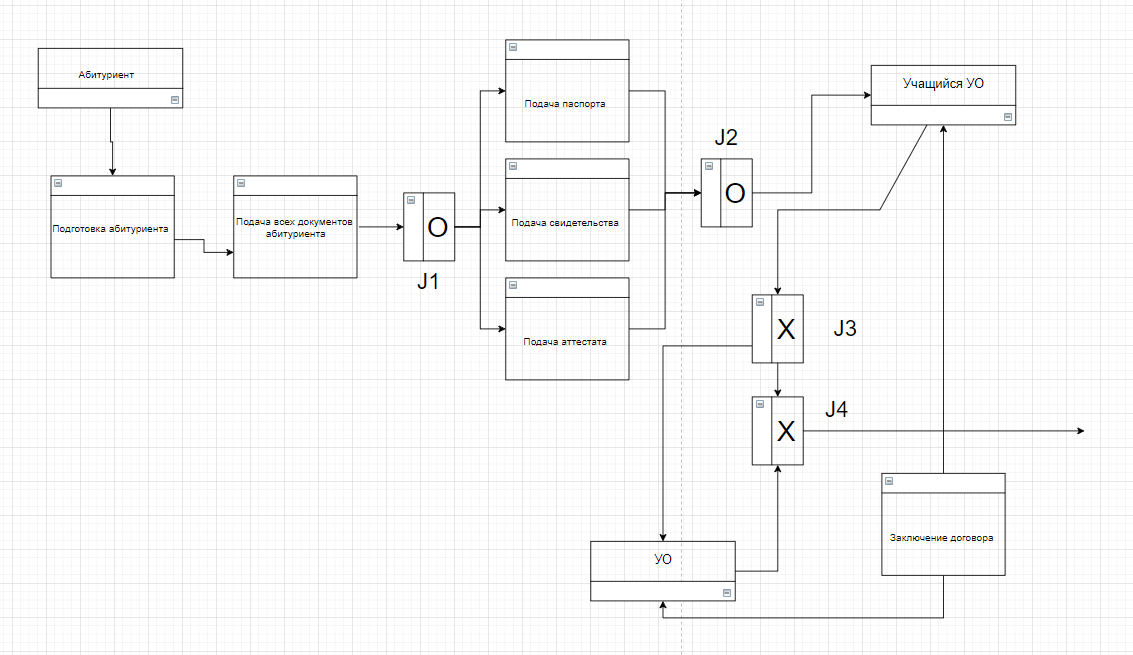 Абитуриент
Подготовка абитуриента
Подача всех документов
абитуриента
O
J1
Подача паспорта
Подача свидетельства
Подача аттестата
J2
O
Учащийся УО
X
J3
X
J4
УО
Заключение договора